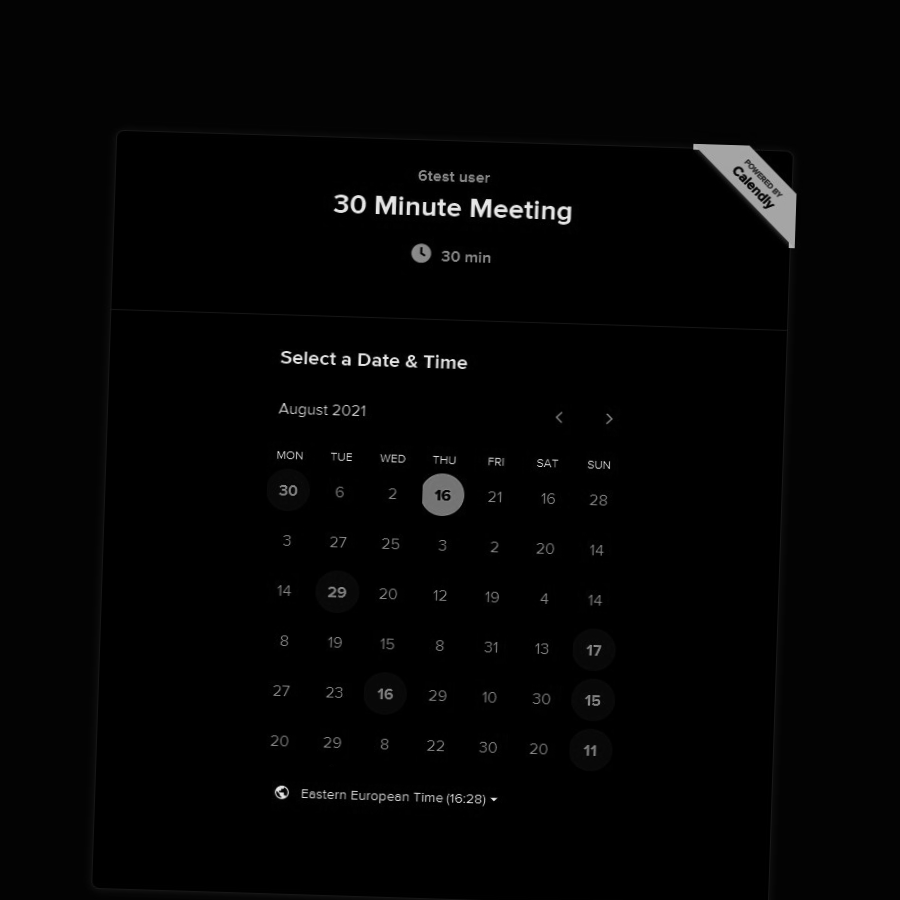 POWERED BY
Calendly
6test user
30 Minute Meeting
30 min
Select a Date & Time
August 2021
MON TUE WED THU FRI SAT SUN
30 6 2 16 21 16 28
3 27 25 3 2 20 14
14 29 20 12 19 4 14
8 19 15 8 31 13 17
27 23 16 29 10 30 15
20 29 8 22 30 20 11
Eastern European Time (16:28)